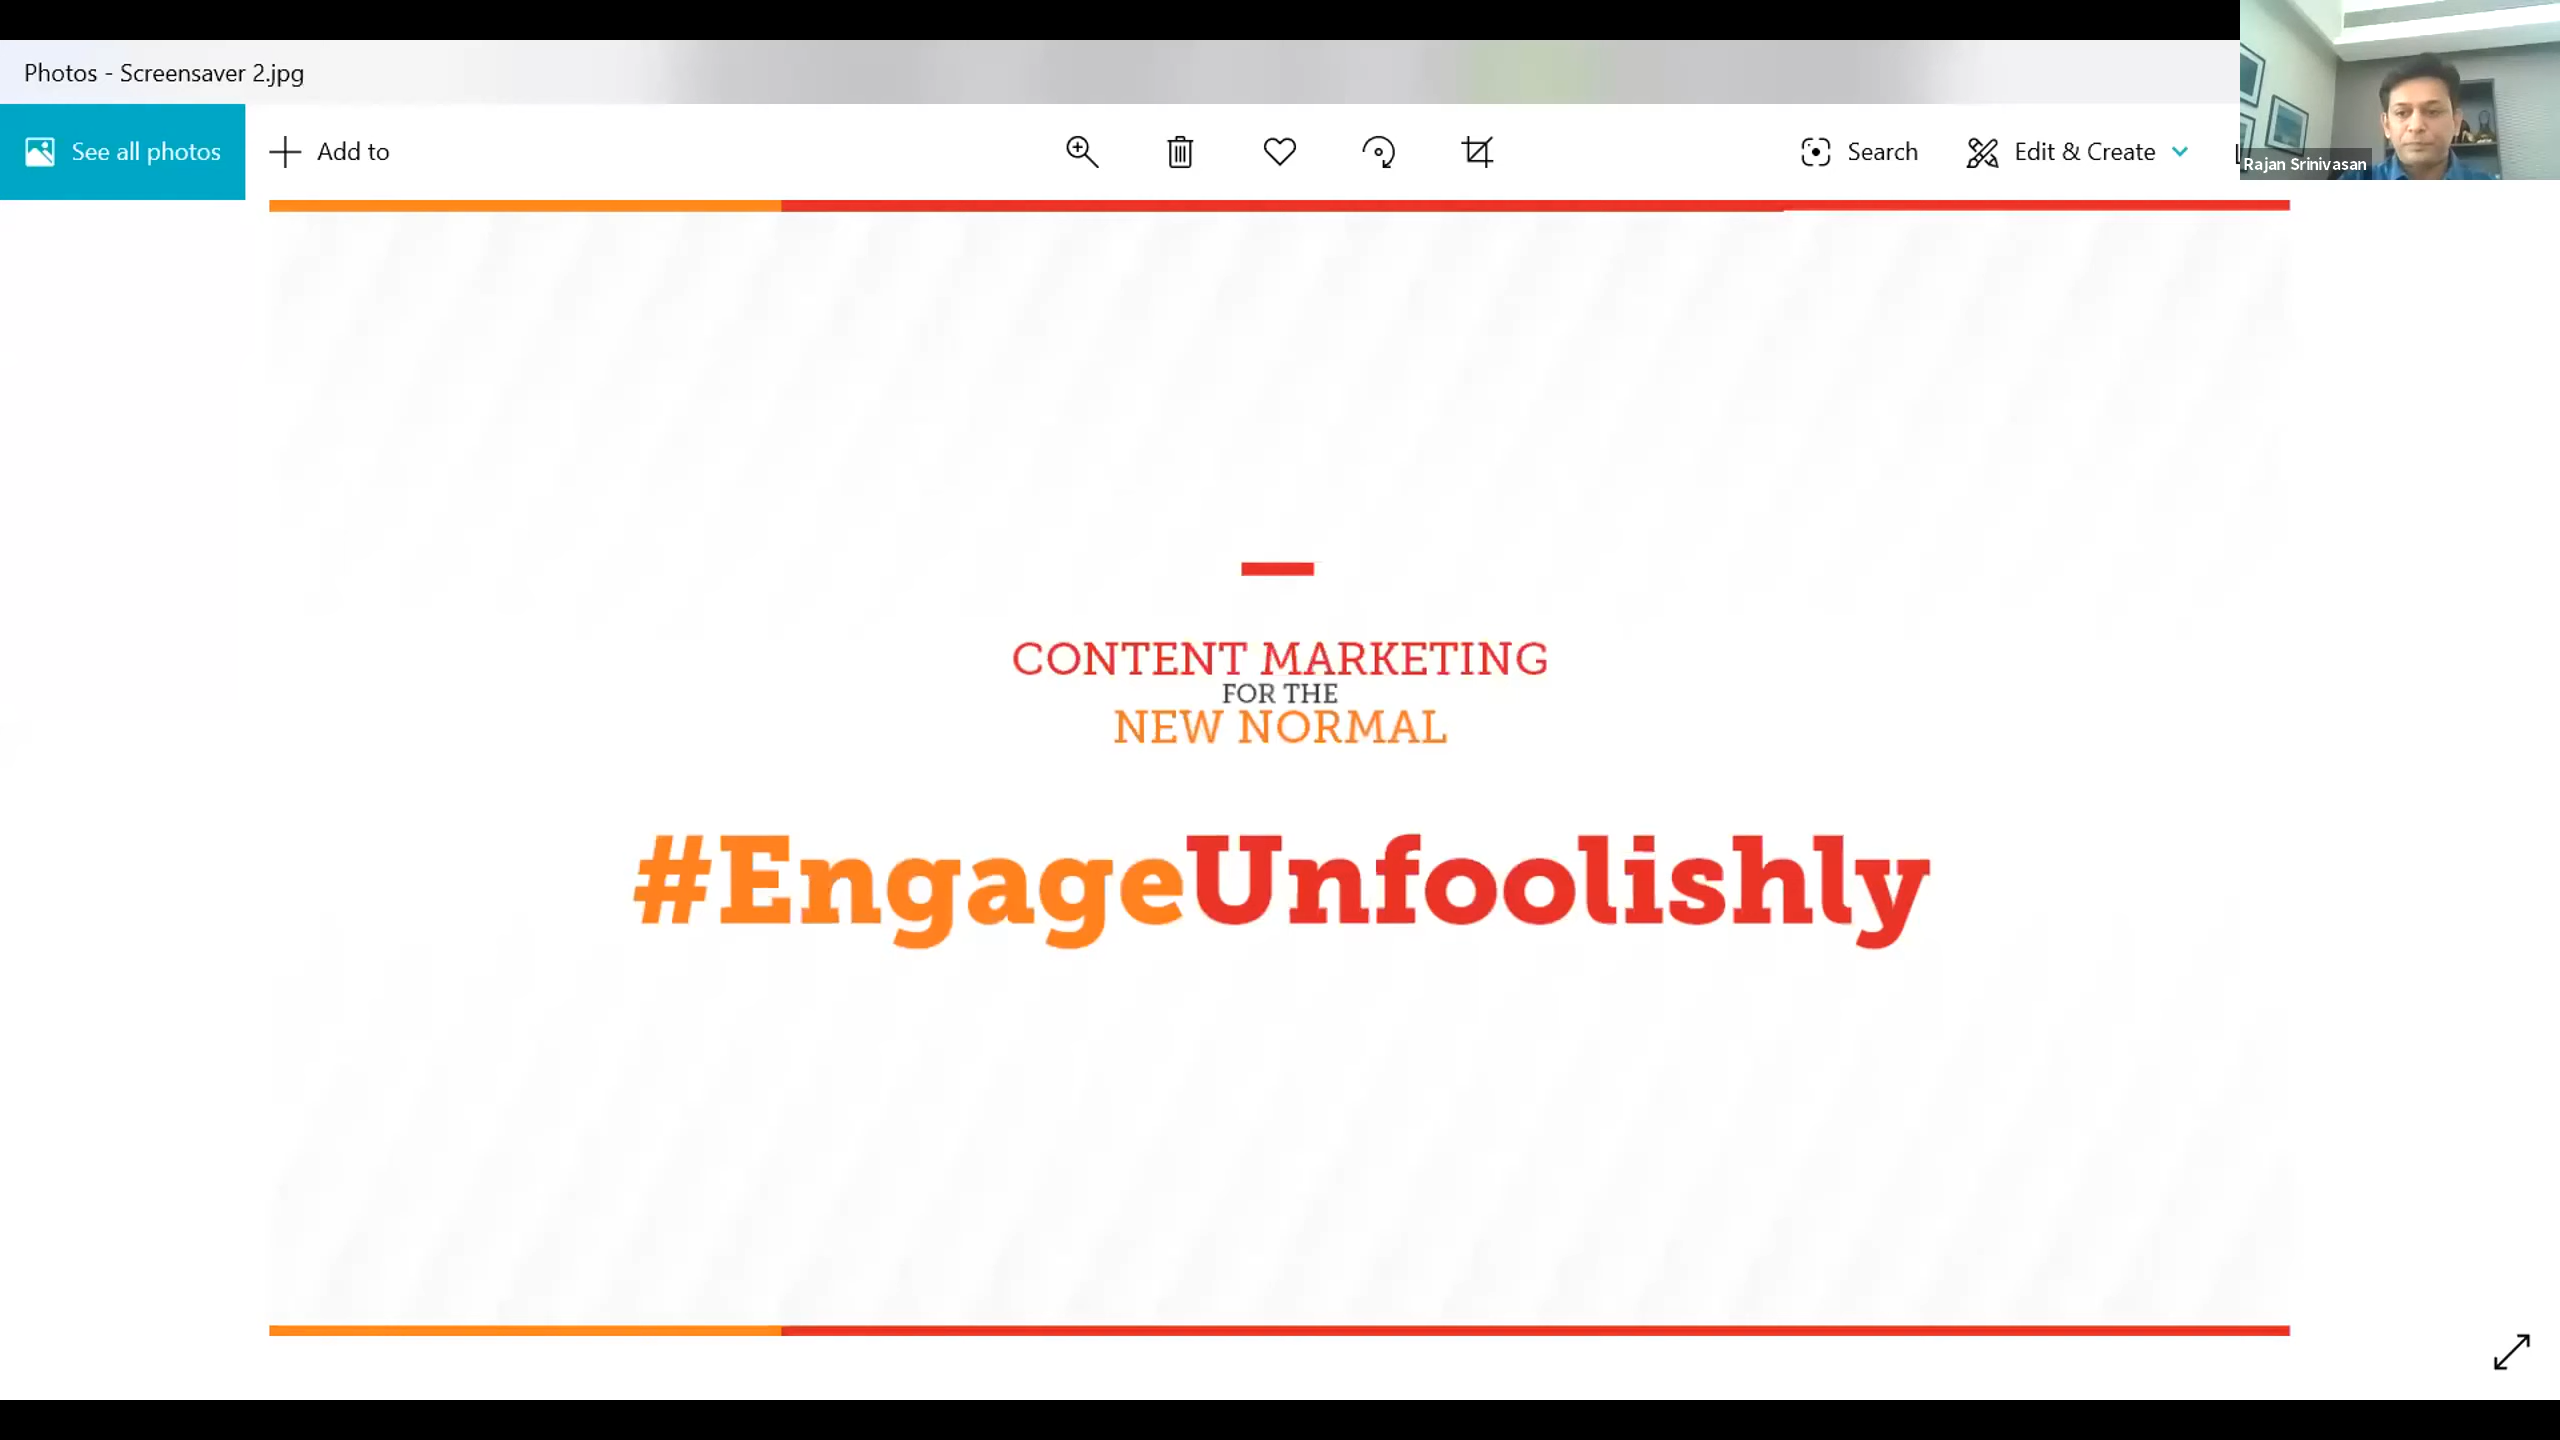 Photos - Screensaver 2.jpg
See all photos
Add to
Search
Edit & Create
Rajan Srinivasan
CONTENT MARKETING
FOR THE
NEW NORMAL
#EngageUnfoolishly